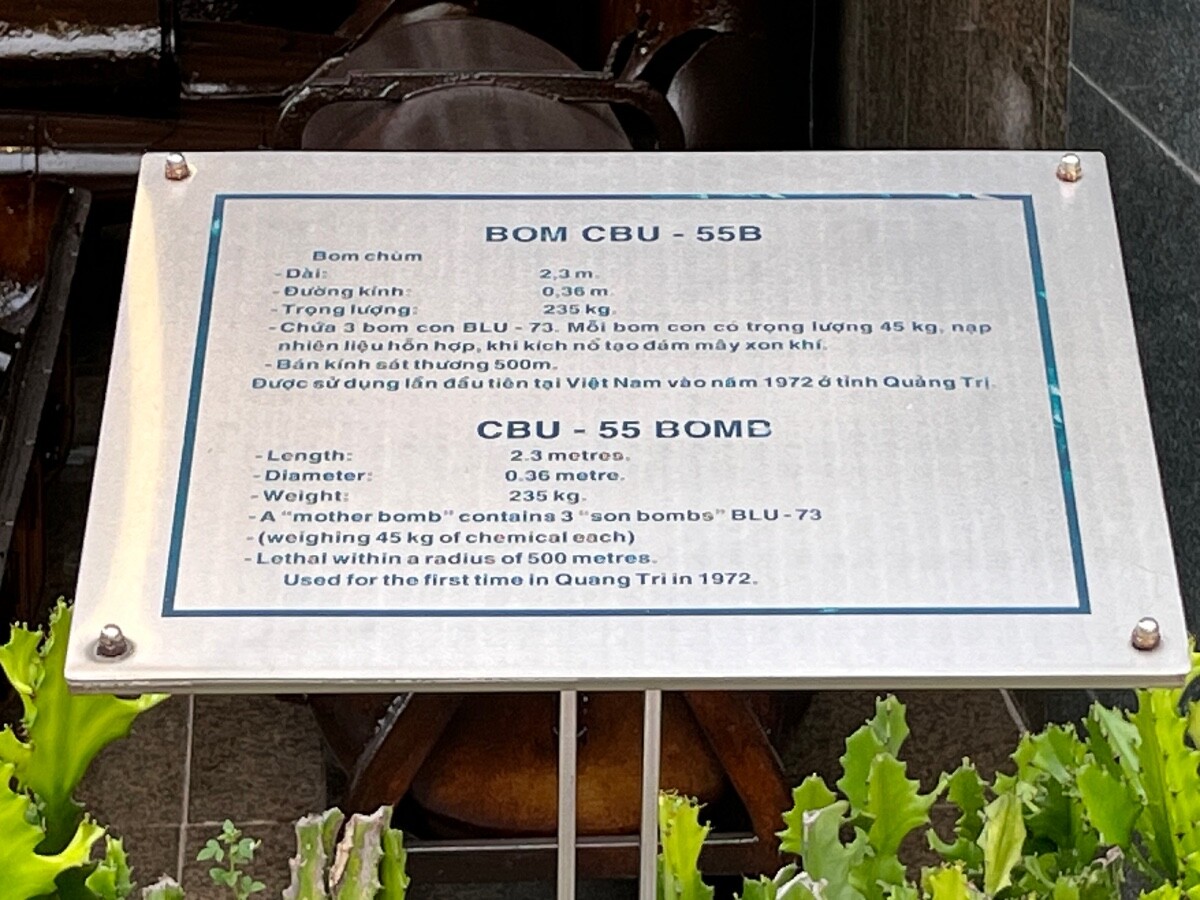 BOM CBU - 55B
Bom chùm
- Dài: 2,3 m.
- Đường kính: 0,36 m.
- Trọng lượng: 235 kg.
- Chứa 3 bom con BLU - 73. Mỗi bom con có trọng lượng 45 kg, nạp
nhiên liệu hỗn hợp, khi kích nổ tạo đám mây xon khí.
- Bán kính sát thương 500m.
Được sử dụng lần đầu tiên tại Việt Nam vào năm 1972 ở tỉnh Quảng Trị.
CBU - 55 BOMB
- Length: 2.3 metres.
- Diameter: 0.36 metre.
- Weight: 235 kg.
- A “mother bomb” contains 3 “son bombs” BLU - 73
- (weighing 45 kg of chemical each)
- Lethal within a radius of 500 metres.
Used for the first time in Quang Tri in 1972.